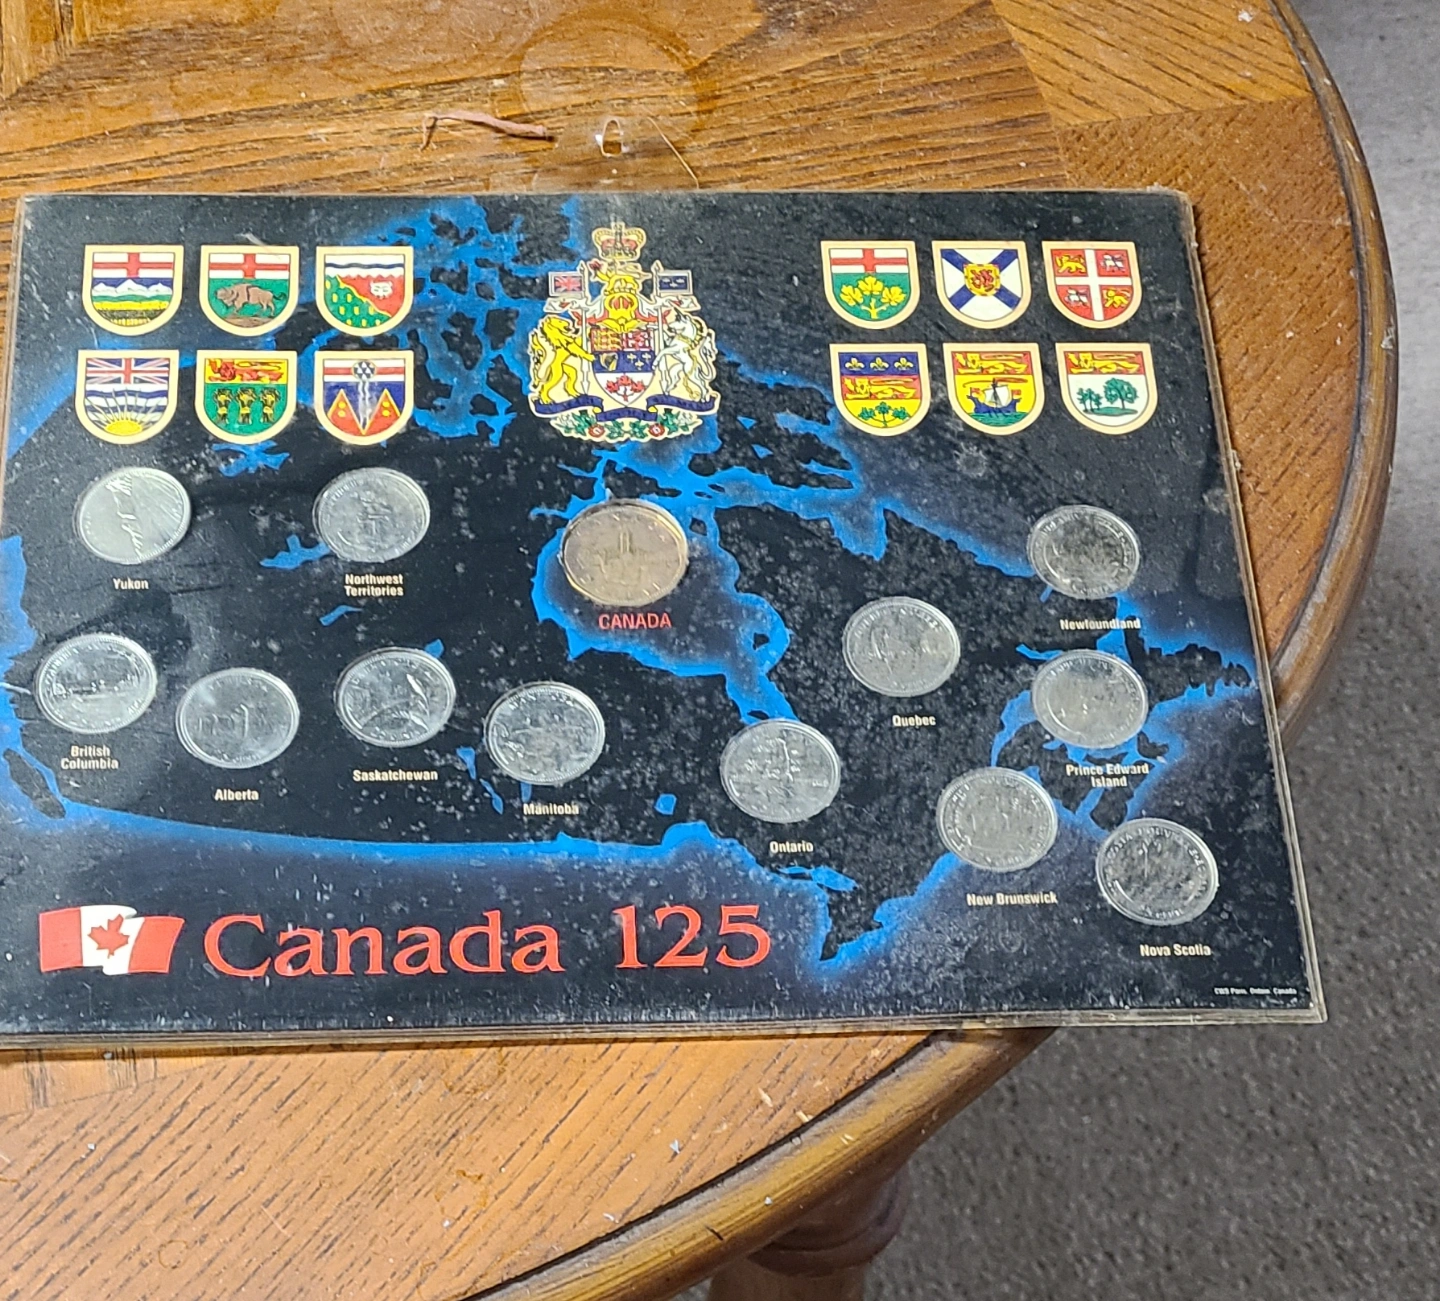 Yukon
Northwest
Territories
CANADA
Newfoundland
British
Columbia
Alberta
Saskatchewan
Manitoba
Ontario
Quebec
Prince Edward
Island
New Brunswick
Nova Scotia
Canada 125
Canada